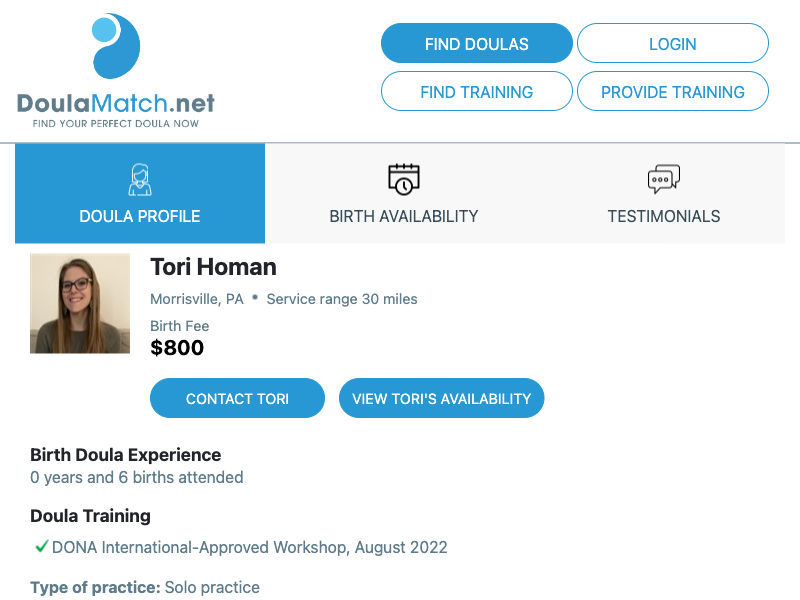 DoulaMatch.net
FIND YOUR PERFECT DOULA NOW
FIND DOULAS
LOGIN
FIND TRAINING
PROVIDE TRAINING
DOULA PROFILE
BIRTH AVAILABILITY
TESTIMONIALS
Tori Homan
Morrisville, PA • Service range 30 miles
Birth Fee
$800
CONTACT TORI
VIEW TORI'S AVAILABILITY
Birth Doula Experience
0 years and 6 births attended
Doula Training
DONA International-Approved Workshop, August 2022
Type of practice: Solo practice